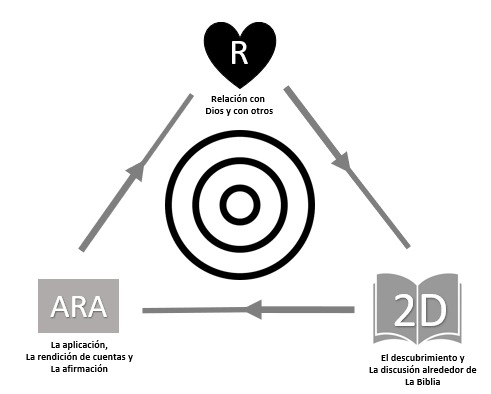 R
Relación con
Dios y con otros
ARA
La aplicación,
La rendición de cuentas y
La afirmación
2D
El descubrimiento y
La discusión alrededor de
La Biblia